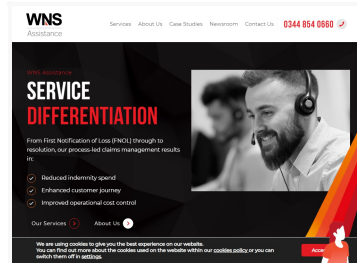 WNS
Assistance
Services About Us Case Studies Newsroom Contact Us 0344 854 0660
WNS Assistance
SERVICE
DIFFERENTIATION
From First Notification of Loss (FNOL) through to
resolution, our process-led claims management results
in:
Reduced indemnity spend
Enhanced customer journey
Improved operational cost control
Our Services About Us
We are using cookies to give you the best experience on our website.
You can find out more about the cookies used on the website within our cookies policy or you can
switch them off in settings.